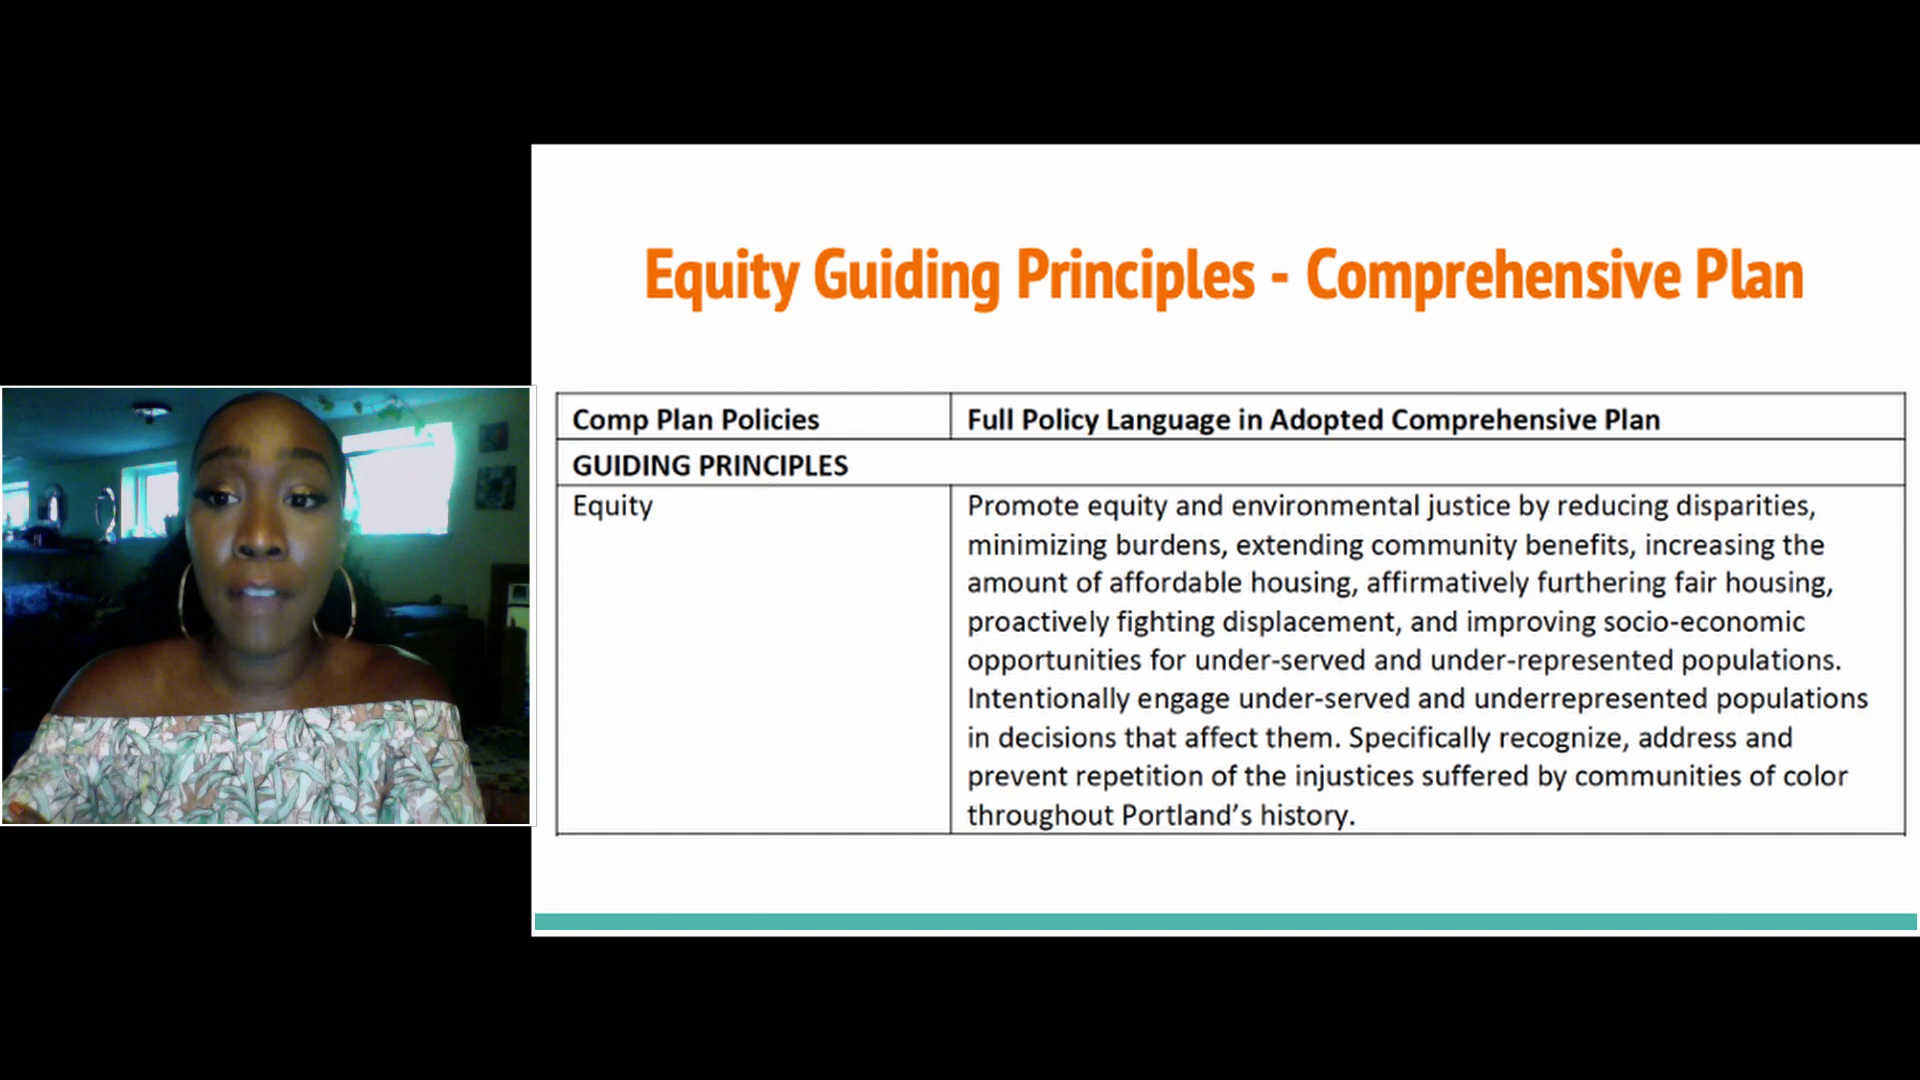 Equity Guiding Principles - Comprehensive Plan
Comp Plan Policies
Full Policy Language in Adopted Comprehensive Plan
GUIDING PRINCIPLES
Equity
Promote equity and environmental justice by reducing disparities,
minimizing burdens, extending community benefits, increasing the
amount of affordable housing, affirmatively furthering fair housing,
proactively fighting displacement, and improving socio-economic
opportunities for under-served and under-represented populations.
Intentionally engage under-served and underrepresented populations
in decisions that affect them. Specifically recognize, address and
prevent repetition of the injustices suffered by communities of color
throughout Portland’s history.